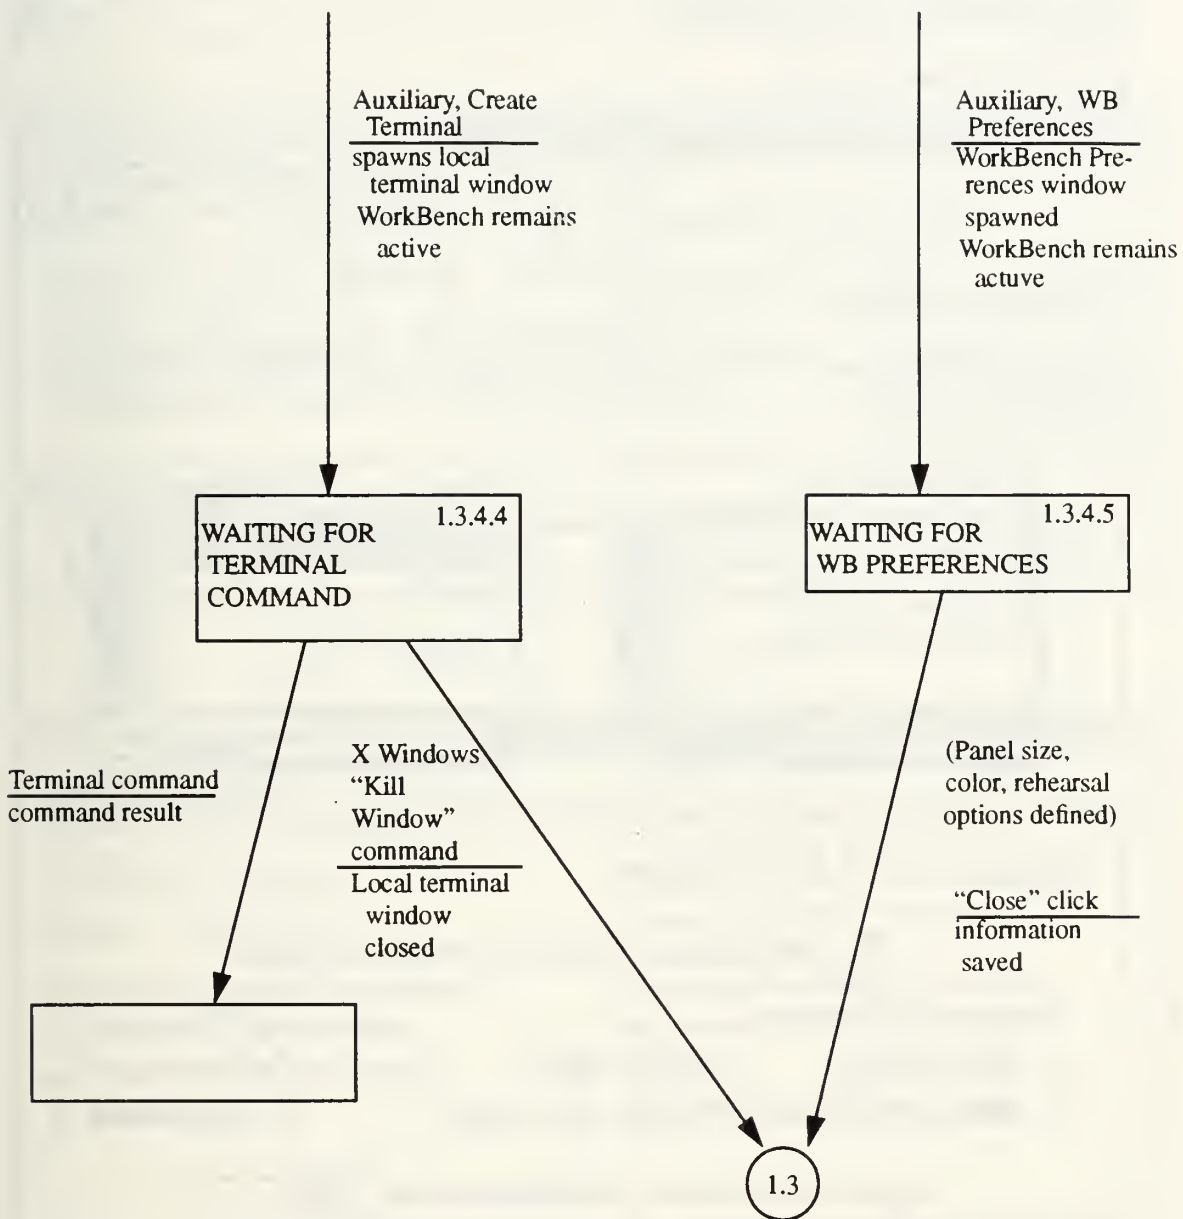 Auxiliary, Create
Terminal
spawns local
terminal window
WorkBench remains
active
Auxiliary, WB
Preferences
WorkBench Pre-
rences window
spawned
WorkBench remains
actuve
1.3.4.4
WAITING FOR
TERMINAL
COMMAND
1.3.4.5
WAITING FOR
WB PREFERENCES
Terminal command
command result
X Windows
“Kill
Window”
command
Local terminal
window
closed
(Panel size,
color, rehearsal
options defined)
“Close” click
information
saved
1.3